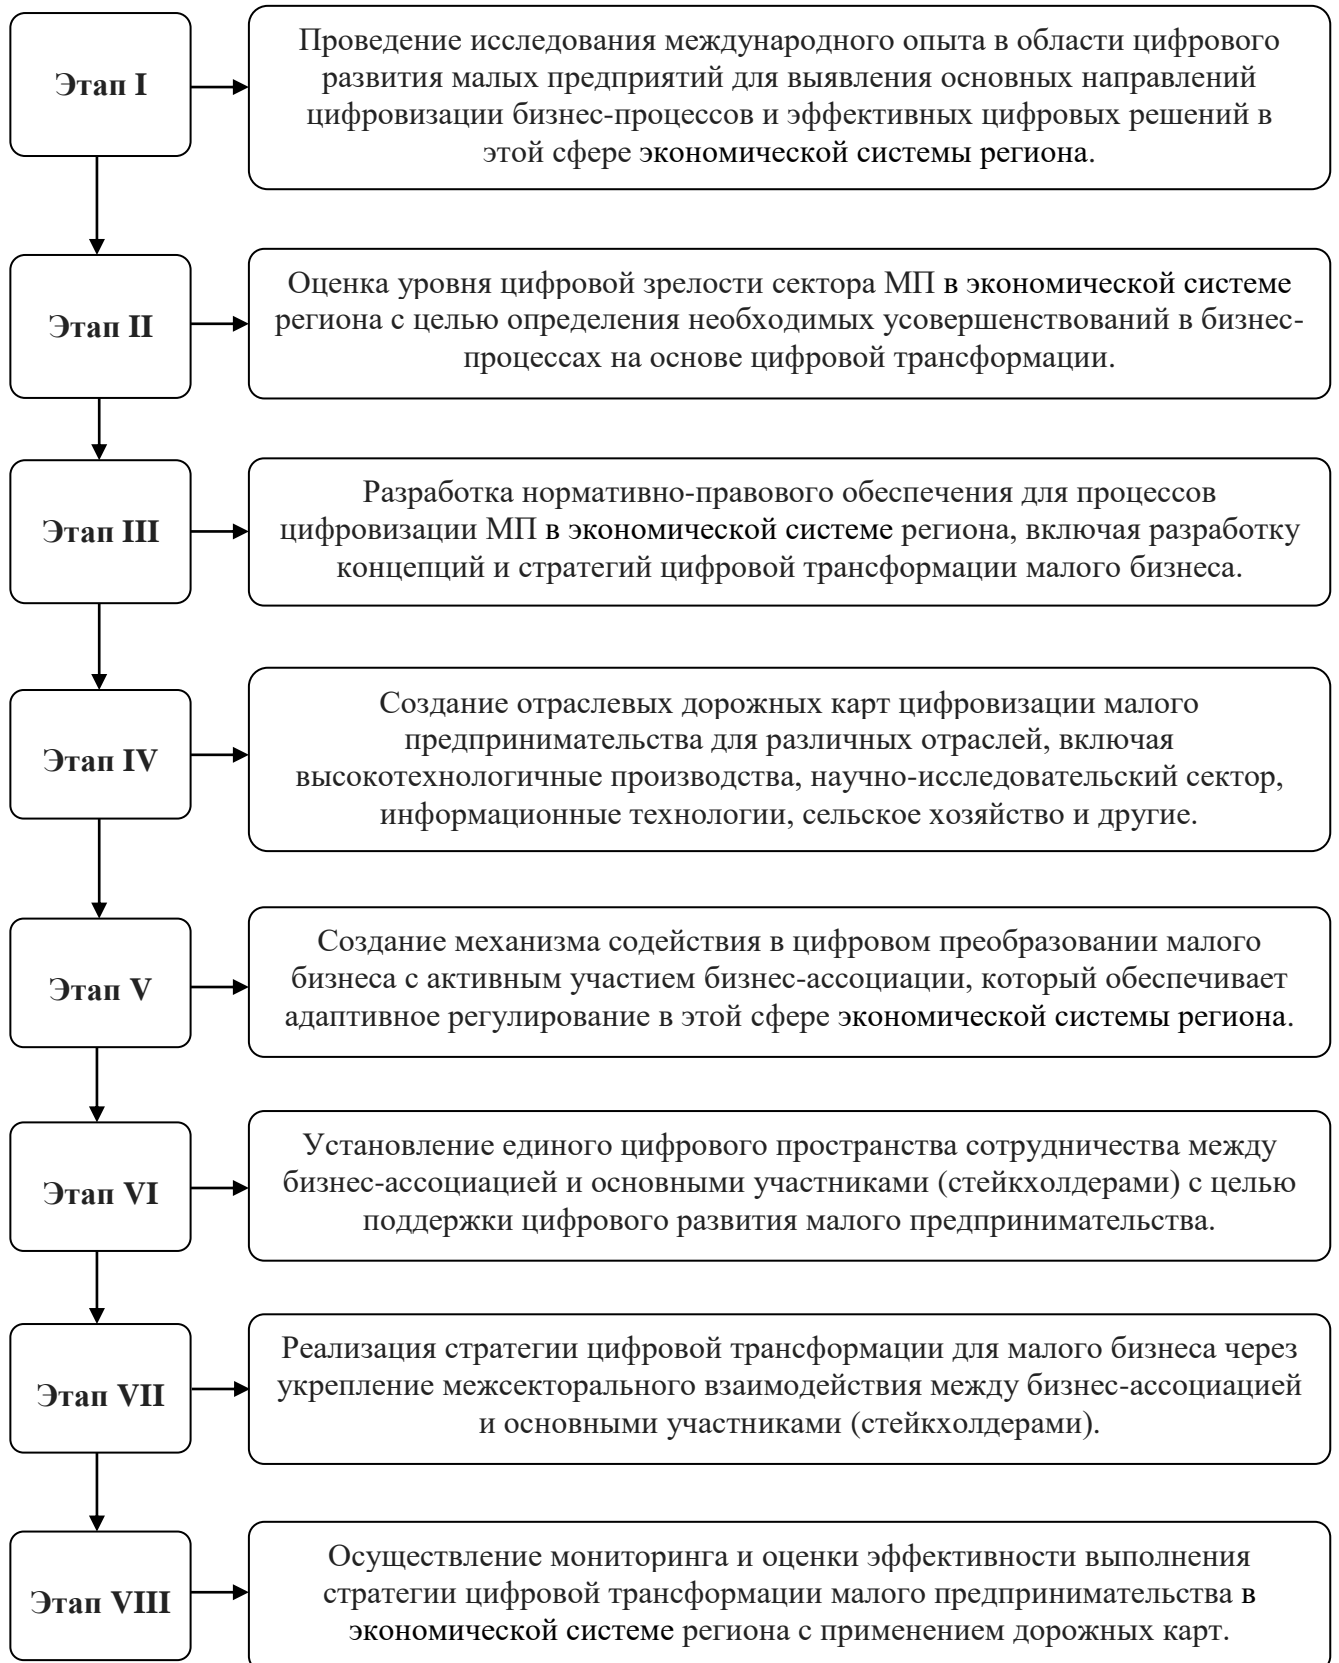 Этап I
Проведение исследования международного опыта в области цифрового
развития малых предприятий для выявления основных направлений
цифровизации бизнес-процессов и эффективных цифровых решений в
этой сфере экономической системы региона.
Этап II
Оценка уровня цифровой зрелости сектора МП в экономической системе
региона с целью определения необходимых усовершенствований в бизнес-
процессах на основе цифровой трансформации.
Этап III
Разработка нормативно-правового обеспечения для процессов
цифровизации МП в экономической системе региона, включая разработку
концепций и стратегий цифровой трансформации малого бизнеса.
Этап IV
Создание отраслевых дорожных карт цифровизации малого
предпринимательства для различных отраслей, включая
высокотехнологичные производства, научно-исследовательский сектор,
информационные технологии, сельское хозяйство и другие.
Этап V
Создание механизма содействия в цифровом преобразовании малого
бизнеса с активным участием бизнес-ассоциации, который обеспечивает
адаптивное регулирование в этой сфере экономической системы региона.
Этап VI
Установление единого цифрового пространства сотрудничества между
бизнес-ассоциацией и основными участниками (стейкхолдерами) с целью
поддержки цифрового развития малого предпринимательства.
Этап VII
Реализация стратегии цифровой трансформации для малого бизнеса через
укрепление межсекторального взаимодействия между бизнес-ассоциацией
и основными участниками (стейкхолдерами).
Этап VIII
Осуществление мониторинга и оценки эффективности выполнения
стратегии цифровой трансформации малого предпринимательства в
экономической системе региона с применением дорожных карт.